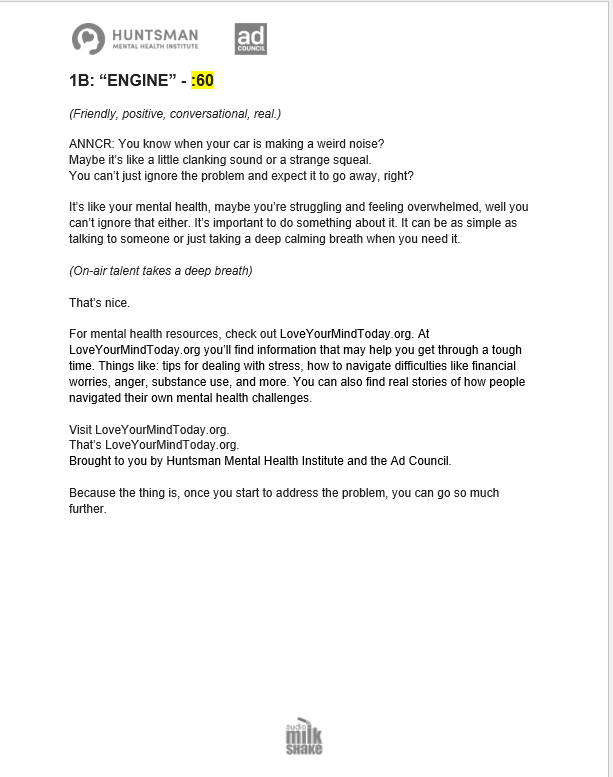 HUNTSMAN
MENTAL HEALTH INSTITUTE
ad
COUNCIL
1B: “ENGINE” - :60
(Friendly, positive, conversational, real.)
ANNCR: You know when your car is making a weird noise?
Maybe it’s like a little clanking sound or a strange squeal.
You can’t just ignore the problem and expect it to go away, right?
It’s like your mental health, maybe you’re struggling and feeling overwhelmed, well you
can’t ignore that either. It’s important to do something about it. It can be as simple as
talking to someone or just taking a deep calming breath when you need it.
(On-air talent takes a deep breath)
That’s nice.
For mental health resources, check out LoveYourMindToday.org. At
LoveYourMindToday.org you’ll find information that may help you get through a tough
time. Things like: tips for dealing with stress, how to navigate difficulties like financial
worries, anger, substance use, and more. You can also find real stories of how people
navigated their own mental health challenges.
Visit LoveYourMindToday.org.
That’s LoveYourMindToday.org.
Brought to you by Huntsman Mental Health Institute and the Ad Council.
Because the thing is, once you start to address the problem, you can go so much
further.
audio
milk
SHAKE